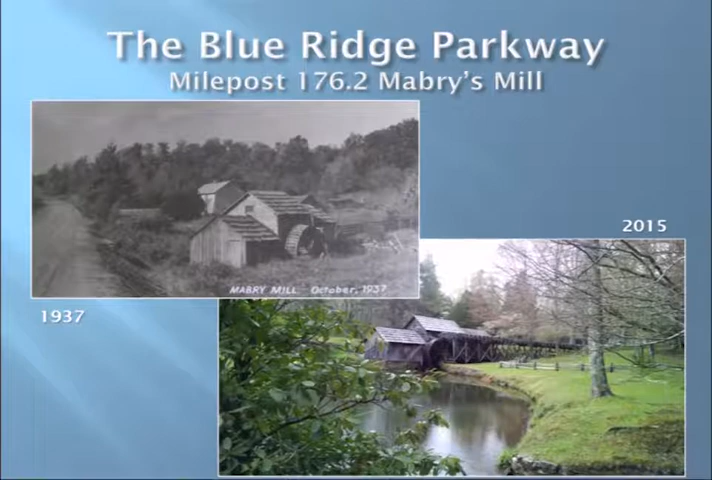 The Blue Ridge Parkway
Milepost 176.2 Mabry's Mill
MABRY MILL October, 1937
1937
2015